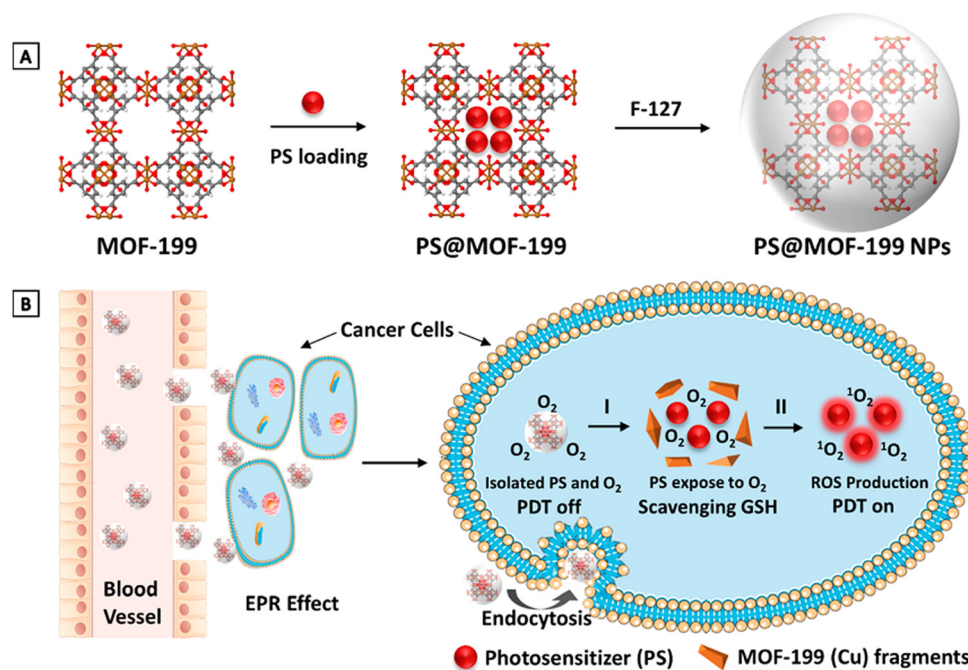 A
PS loading
F-127
MOF-199
PS@MOF-199
PS@MOF-199 NPs
B
Cancer Cells
Blood
Vessel
EPR Effect
O2
O2
O2
I
O2
O2
O2
II
1O2
1O2
1O2
Isolated PS and O2
PDT off
PS expose to O2
Scavenging GSH
ROS Production
PDT on
Endocytosis
Photosensitizer (PS)
MOF-199 (Cu) fragments